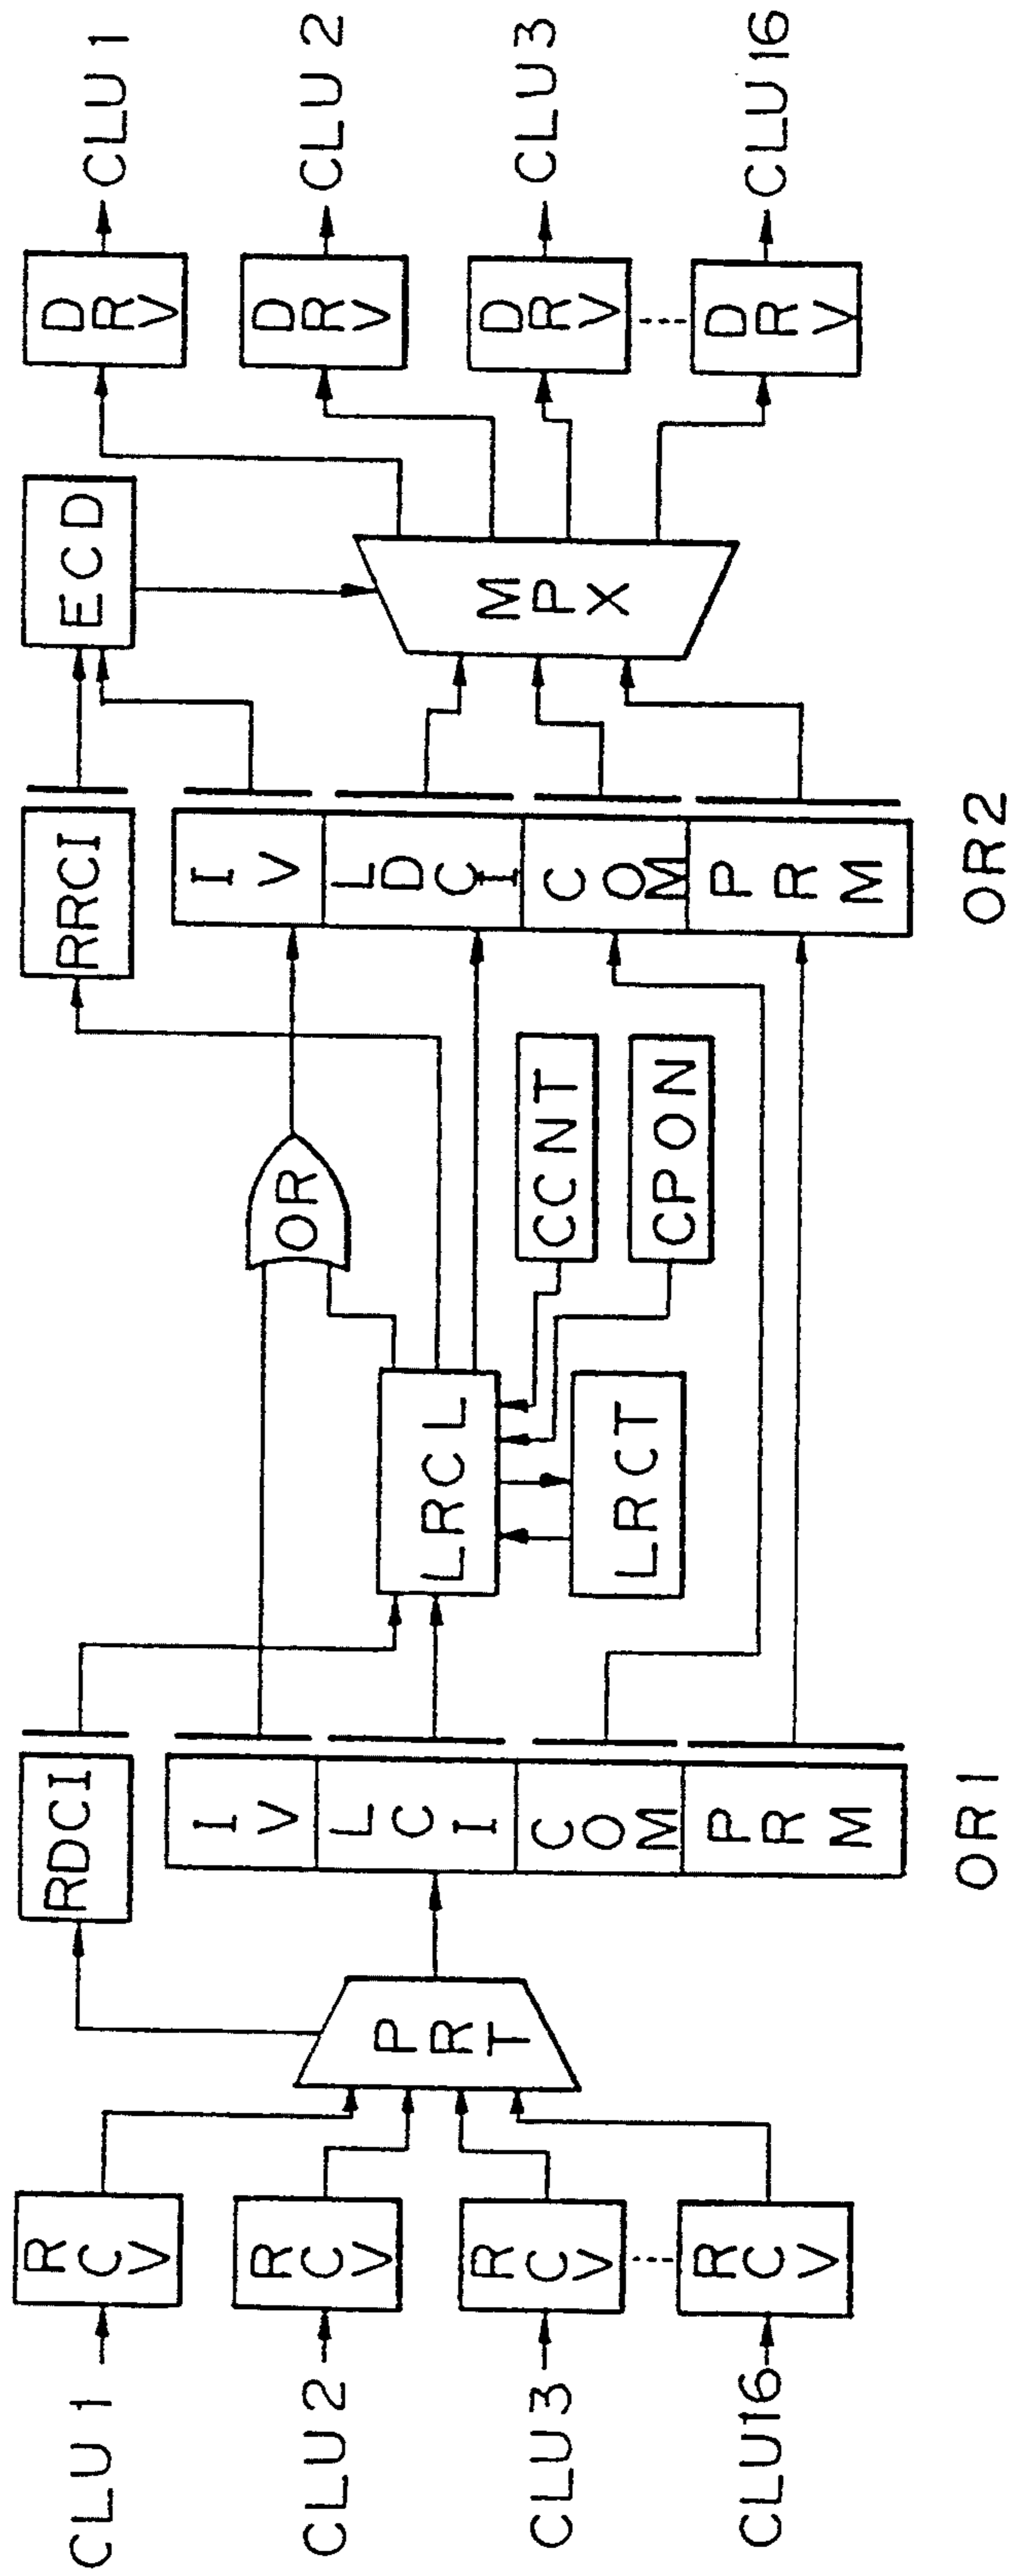 CLU 1
CLU 2
CLU 3
CLU16
RCV
RCV
RCV
RCV
PRT
RDCI
IV
LCI
COM
PRM
OR1
LRCL
LRCT
OR
CCNT
CPON
RRCI
IV
LDCI
COM
PRM
OR2
ECD
MPX
DRV
DRV
DRV
DRV
CLU 1
CLU 2
CLU 3
CLU 16